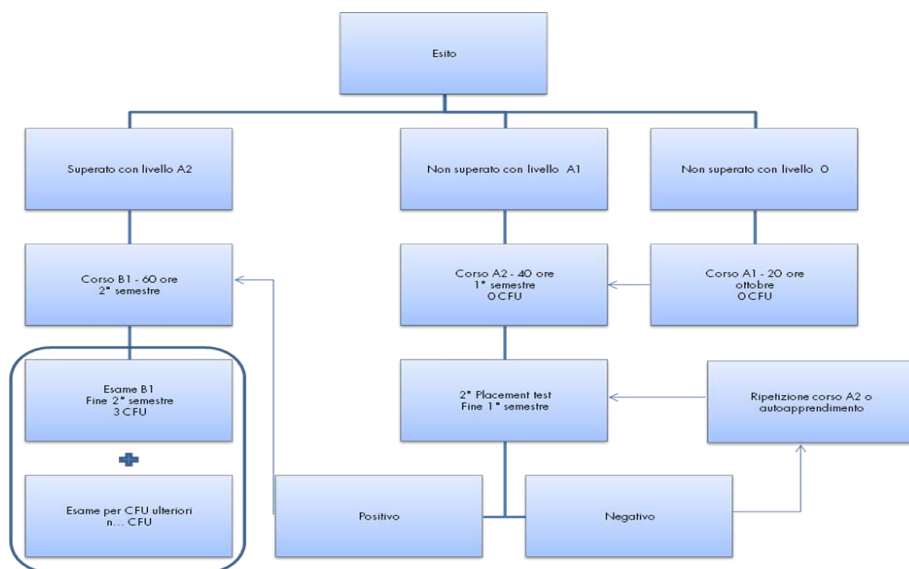 Esito
Superato con livello A2
Non superato con livello  A1
Non superato con livello  0
Corso B1 - 60 ore
2° semestre
Corso A2 - 40 ore
1° semestre
0 CFU
Corso A1 - 20 ore
ottobre
0 CFU
Esame B1
Fine 2° semestre
3 CFU
2° Placement test
Fine 1° semestre
Ripetizione corso A2 o
autoapprendimento
Esame per CFU ulteriori
n... CFU
Positivo
Negativo